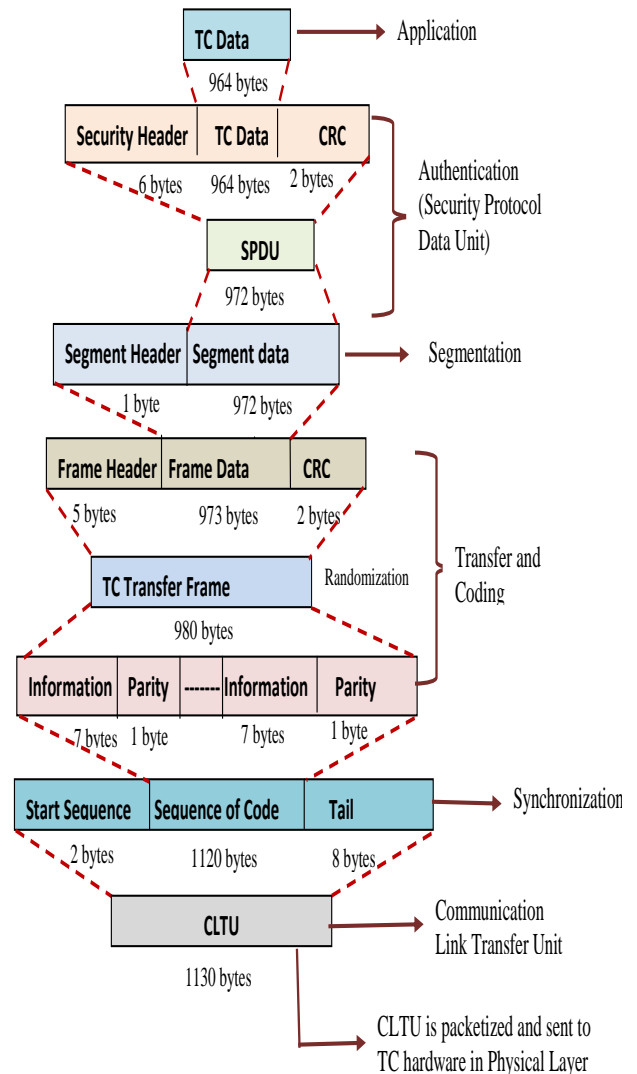 TC Data
Application
964 bytes
Security Header TC Data CRC
6 bytes 964 bytes 2 bytes
Authentication
(Security Protocol
Data Unit)
SPDU
972 bytes
Segment Header Segment data
Segmentation
1 byte 972 bytes
Frame Header Frame Data CRC
5 bytes 973 bytes 2 bytes
Transfer and
Coding
TC Transfer Frame
Randomization
980 bytes
Information Parity ------- Information Parity
7 bytes 1 byte 7 bytes 1 byte
Start Sequence Sequence of Code Tail
Synchronization
2 bytes 1120 bytes 8 bytes
CLTU
Communication
Link Transfer Unit
1130 bytes
CLTU is packetized and sent to
TC hardware in Physical Layer